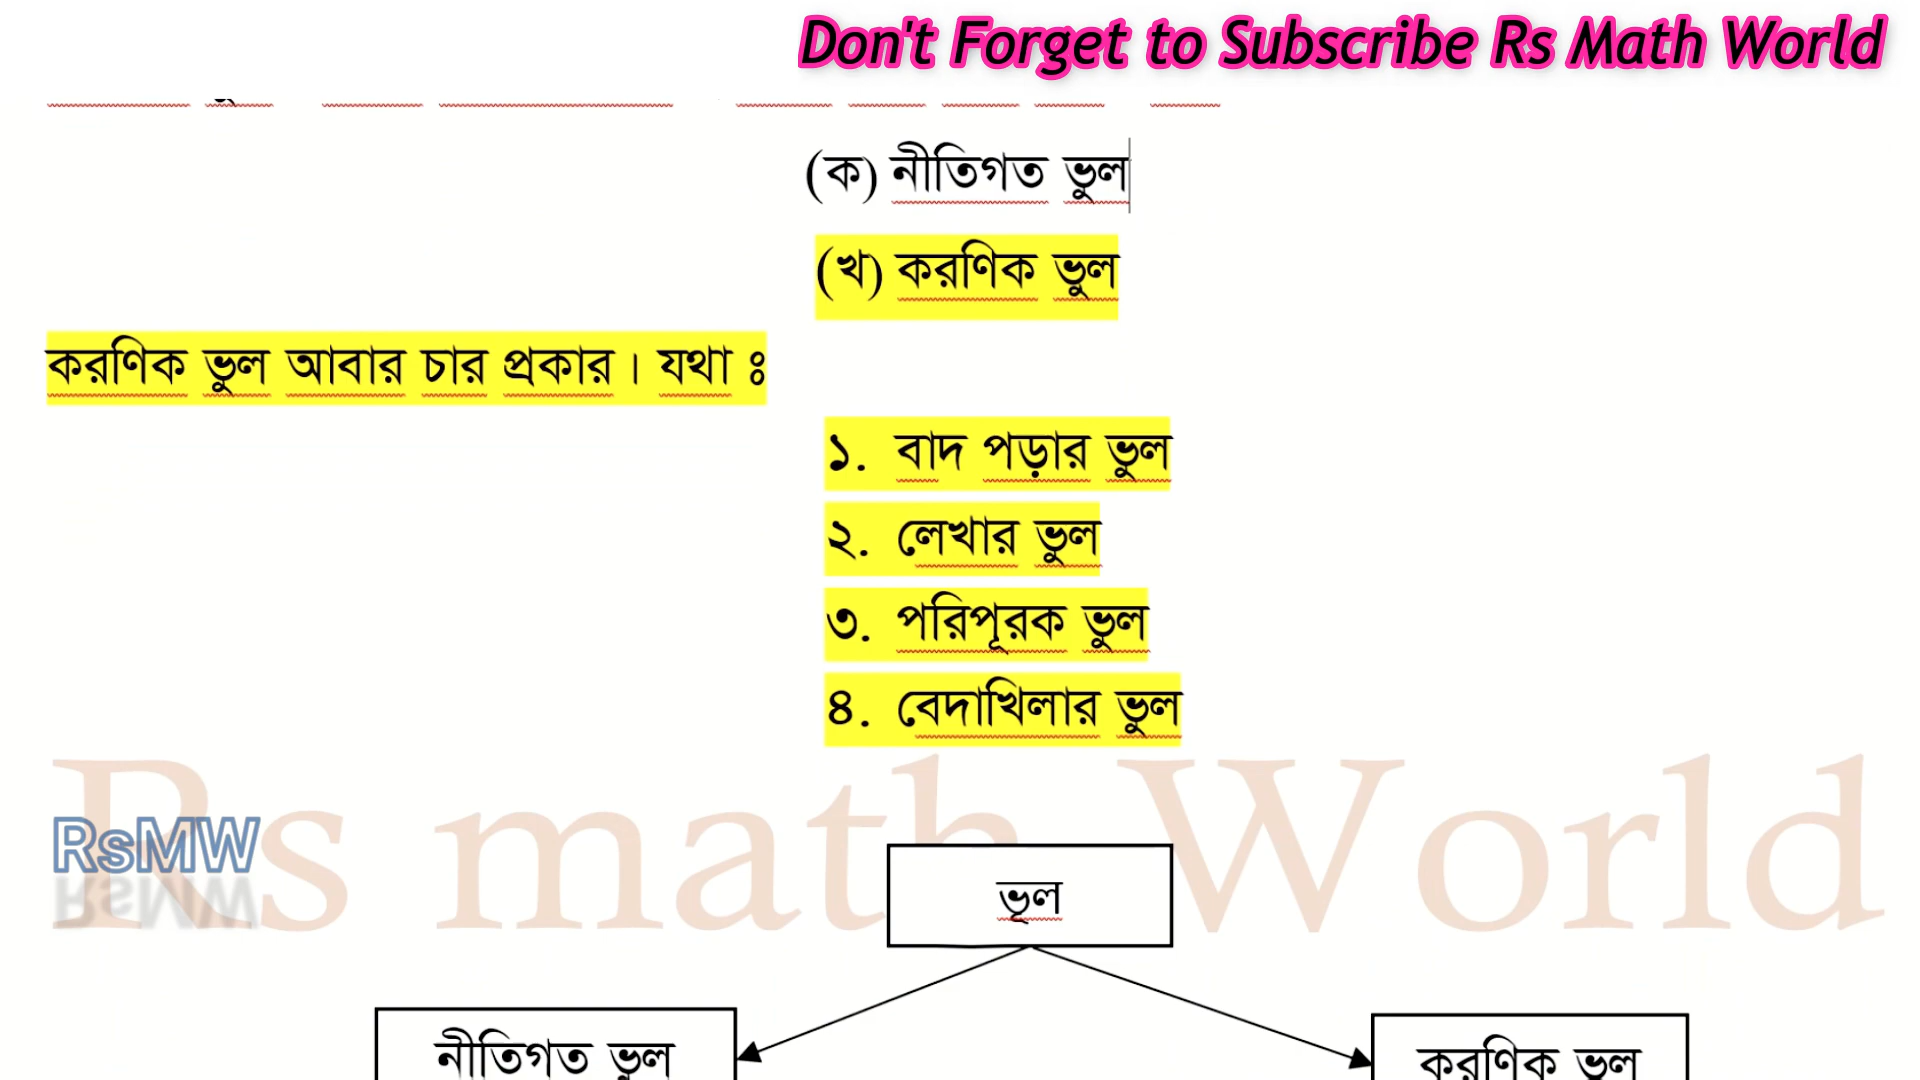 Don't Forget to Subscribe Rs Math World
(ক) নীতিগত ভুল
(খ) করণিক ভুল
করণিক ভুল আবার চার প্রকার। যথা ঃ
১. বাদ পড়ার ভুল
২. লেখার ভুল
৩. পরিপূরক ভুল
৪. বেদাখিলার ভুল
Rs math World
RsMW
ভূল
নীতিগত ভুল
করণিক ভুল